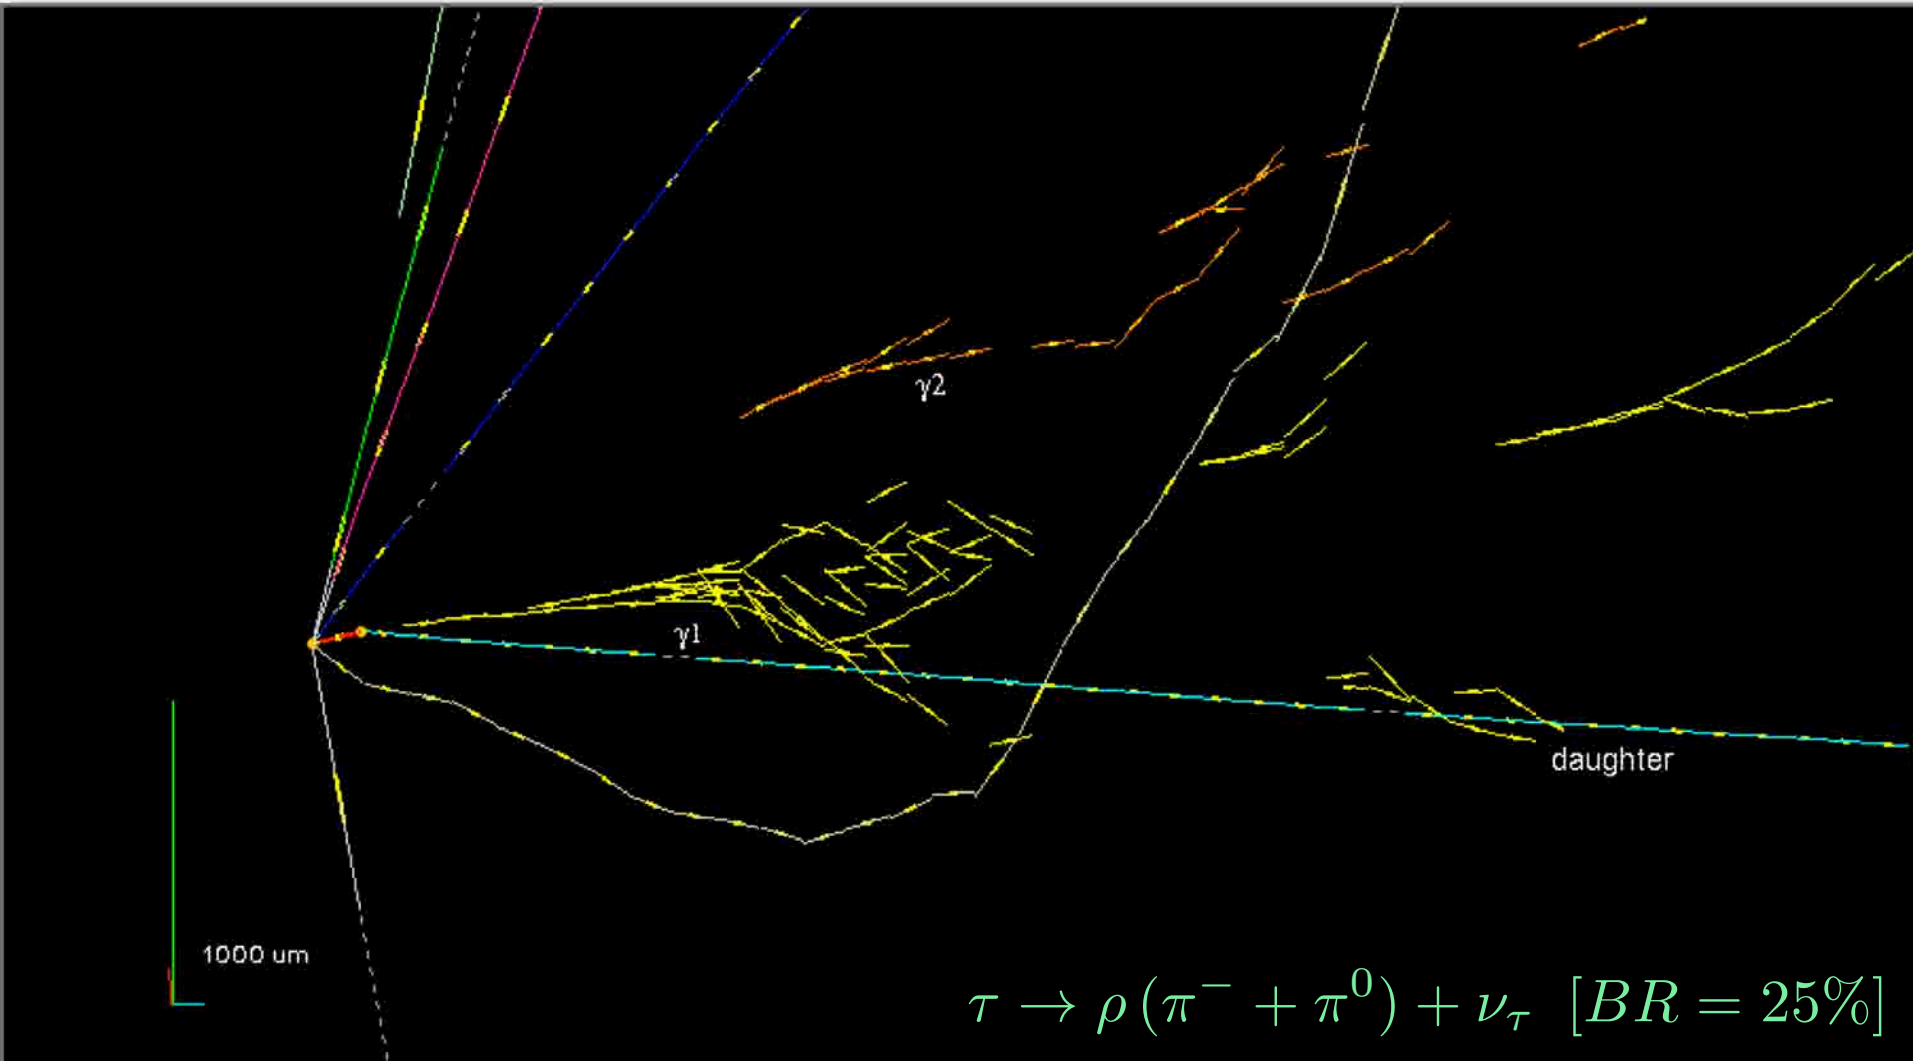 γ2
γ1
daughter
1000 um
τ → ρ (π⁻ + π⁰) + ν_τ [BR = 25%]